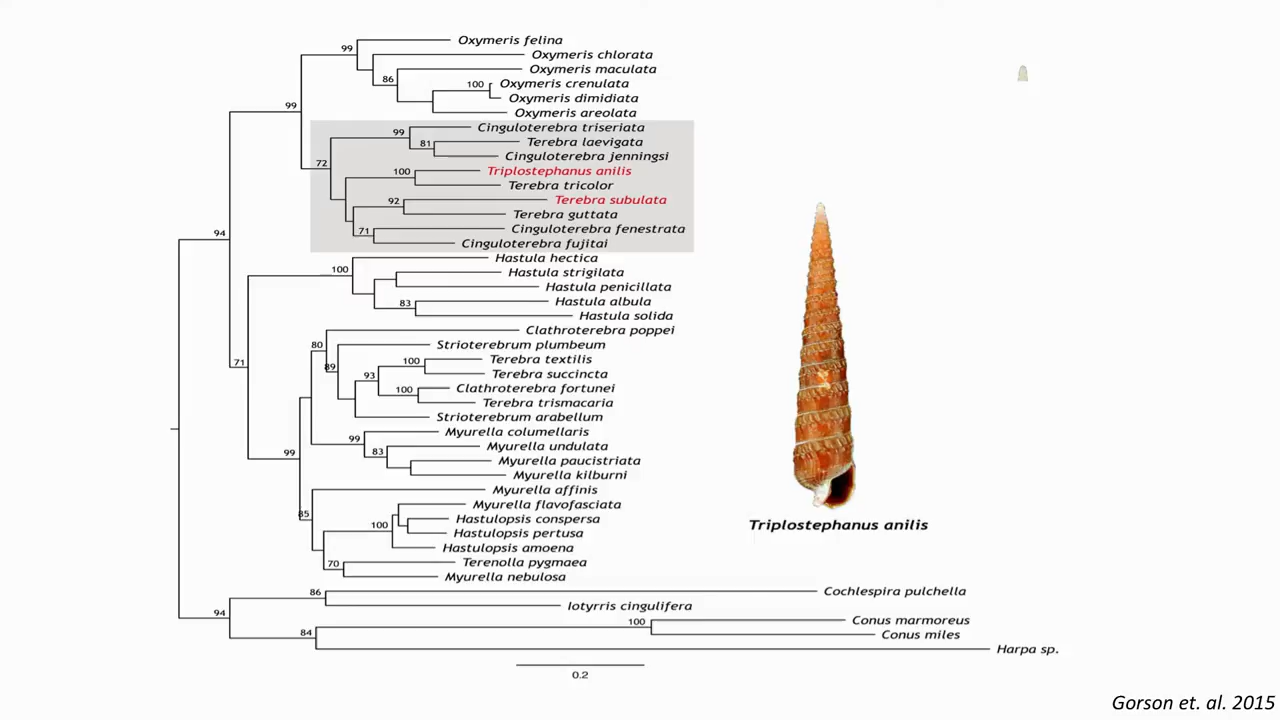 Oxymeris felina
99
Oxymeris chlorata
Oxymeris maculata
86
100
Oxymeris crenulata
Oxymeris dimidiata
99
Oxymeris areolata
Cinguloterebra triseriata
99
Terebra laevigata
81
Cinguloterebra jenningsi
72
Triplostephanus anilis
100
Terebra tricolor
Terebra subulata
92
Terebra guttata
Cinguloterebra fenestrata
71
94
Cinguloterebra fujitai
Hastula hectica
100
Hastula strigilata
Hastula penicillata
Hastula albula
83
Hastula solida
Clathroterebra poppei
80
Strioterebrum plumbeum
71
89
Terebra textilis
100
Terebra succincta
93
Clathroterebra fortunei
100
Terebra trismacaria
Strioterebrum arabellum
Myurella columellaris
99
Myurella undulata
83
99
Myurella paucistriata
Myurella kilburni
Myurella affinis
Myurella flavofasciata
85
Hastulopsis conspersa
100
Hastulopsis pertusa
Hastulopsis amoena
Terenolla pygmaea
70
Myurella nebulosa
86
Cochlespira pulchella
Iotyrris cingulifera
94
100
Conus marmoreus
84
Conus miles
Harpa sp.
0.2
Triplostephanus anilis
Gorson et. al. 2015